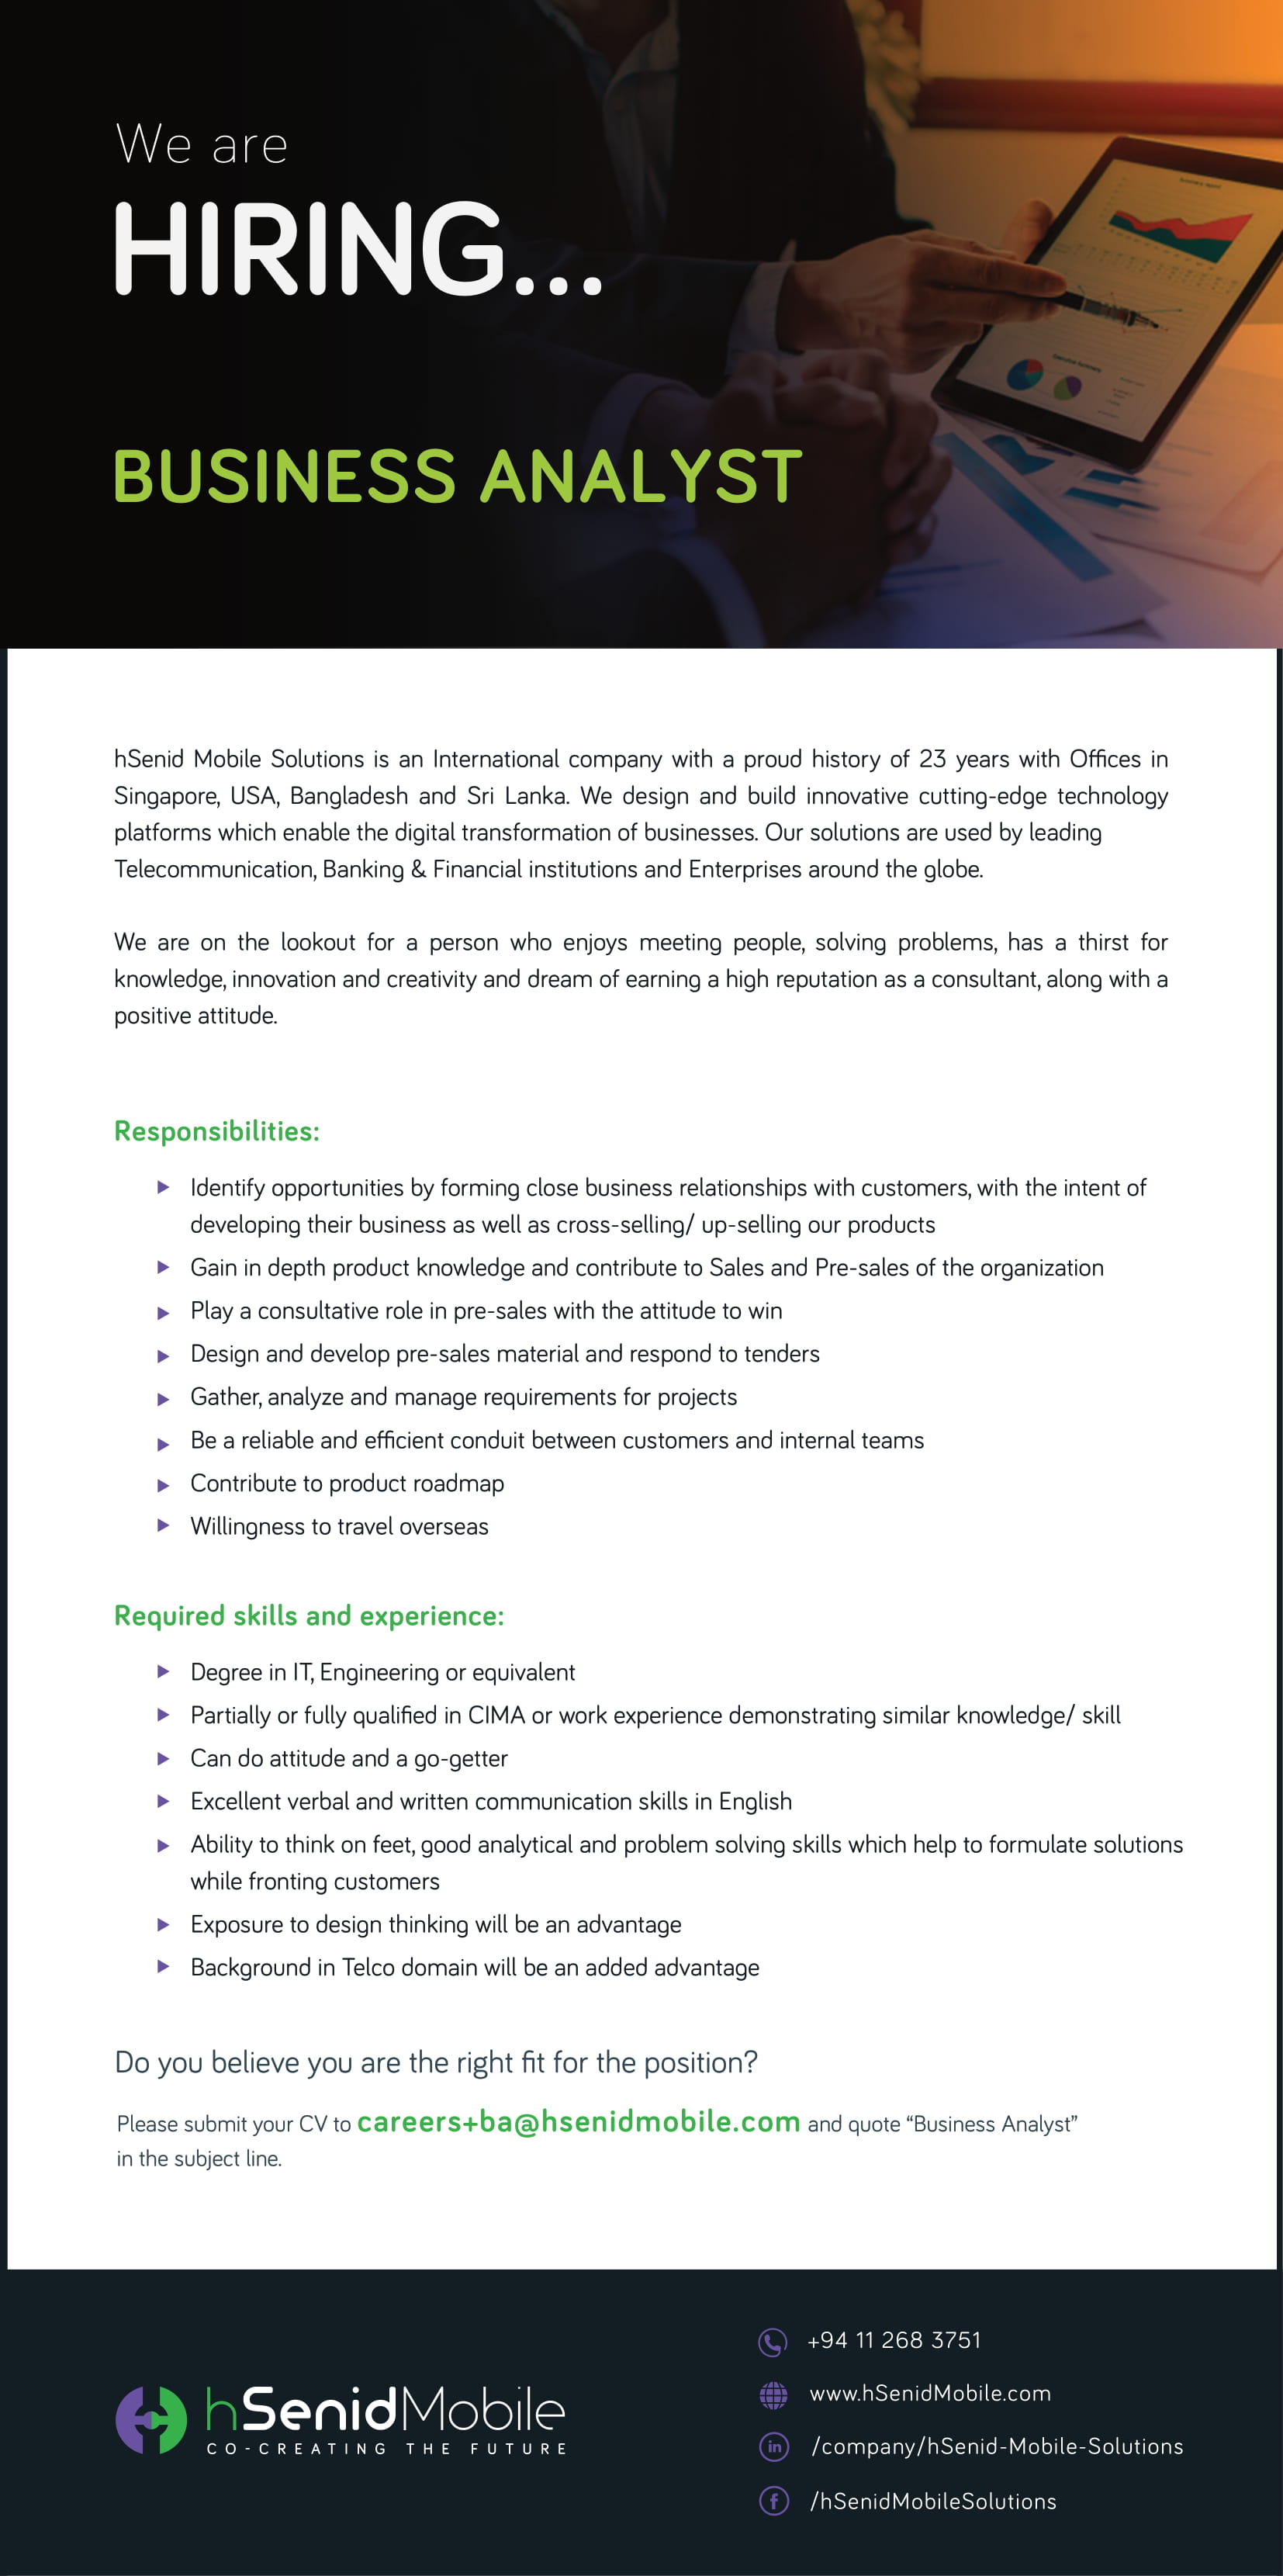 We are
HIRING...
BUSINESS ANALYST
hSenid Mobile Solutions is an International company with a proud history of 23 years with Offices in
Singapore, USA, Bangladesh and Sri Lanka. We design and build innovative cutting-edge technology
platforms which enable the digital transformation of businesses. Our solutions are used by leading
Telecommunication, Banking & Financial institutions and Enterprises around the globe.
We are on the lookout for a person who enjoys meeting people, solving problems, has a thirst for
knowledge, innovation and creativity and dream of earning a high reputation as a consultant, along with a
positive attitude.
Responsibilities:
Identify opportunities by forming close business relationships with customers, with the intent of
developing their business as well as cross-selling/ up-selling our products
Gain in depth product knowledge and contribute to Sales and Pre-sales of the organization
Play a consultative role in pre-sales with the attitude to win
Design and develop pre-sales material and respond to tenders
Gather, analyze and manage requirements for projects
Be a reliable and efficient conduit between customers and internal teams
Contribute to product roadmap
Willingness to travel overseas
Required skills and experience:
Degree in IT, Engineering or equivalent
Partially or fully qualified in CIMA or work experience demonstrating similar knowledge/ skill
Can do attitude and a go-getter
Excellent verbal and written communication skills in English
Ability to think on feet, good analytical and problem solving skills which help to formulate solutions
while fronting customers
Exposure to design thinking will be an advantage
Background in Telco domain will be an added advantage
Do you believe you are the right fit for the position?
Please submit your CV to careers+ba@hsenidmobile.com and quote “Business Analyst”
in the subject line.
hSenidMobile
CO-CREATING THE FUTURE
+94 11 268 3751
www.hSenidMobile.com
/company/hSenid-Mobile-Solutions
/hSenidMobileSolutions